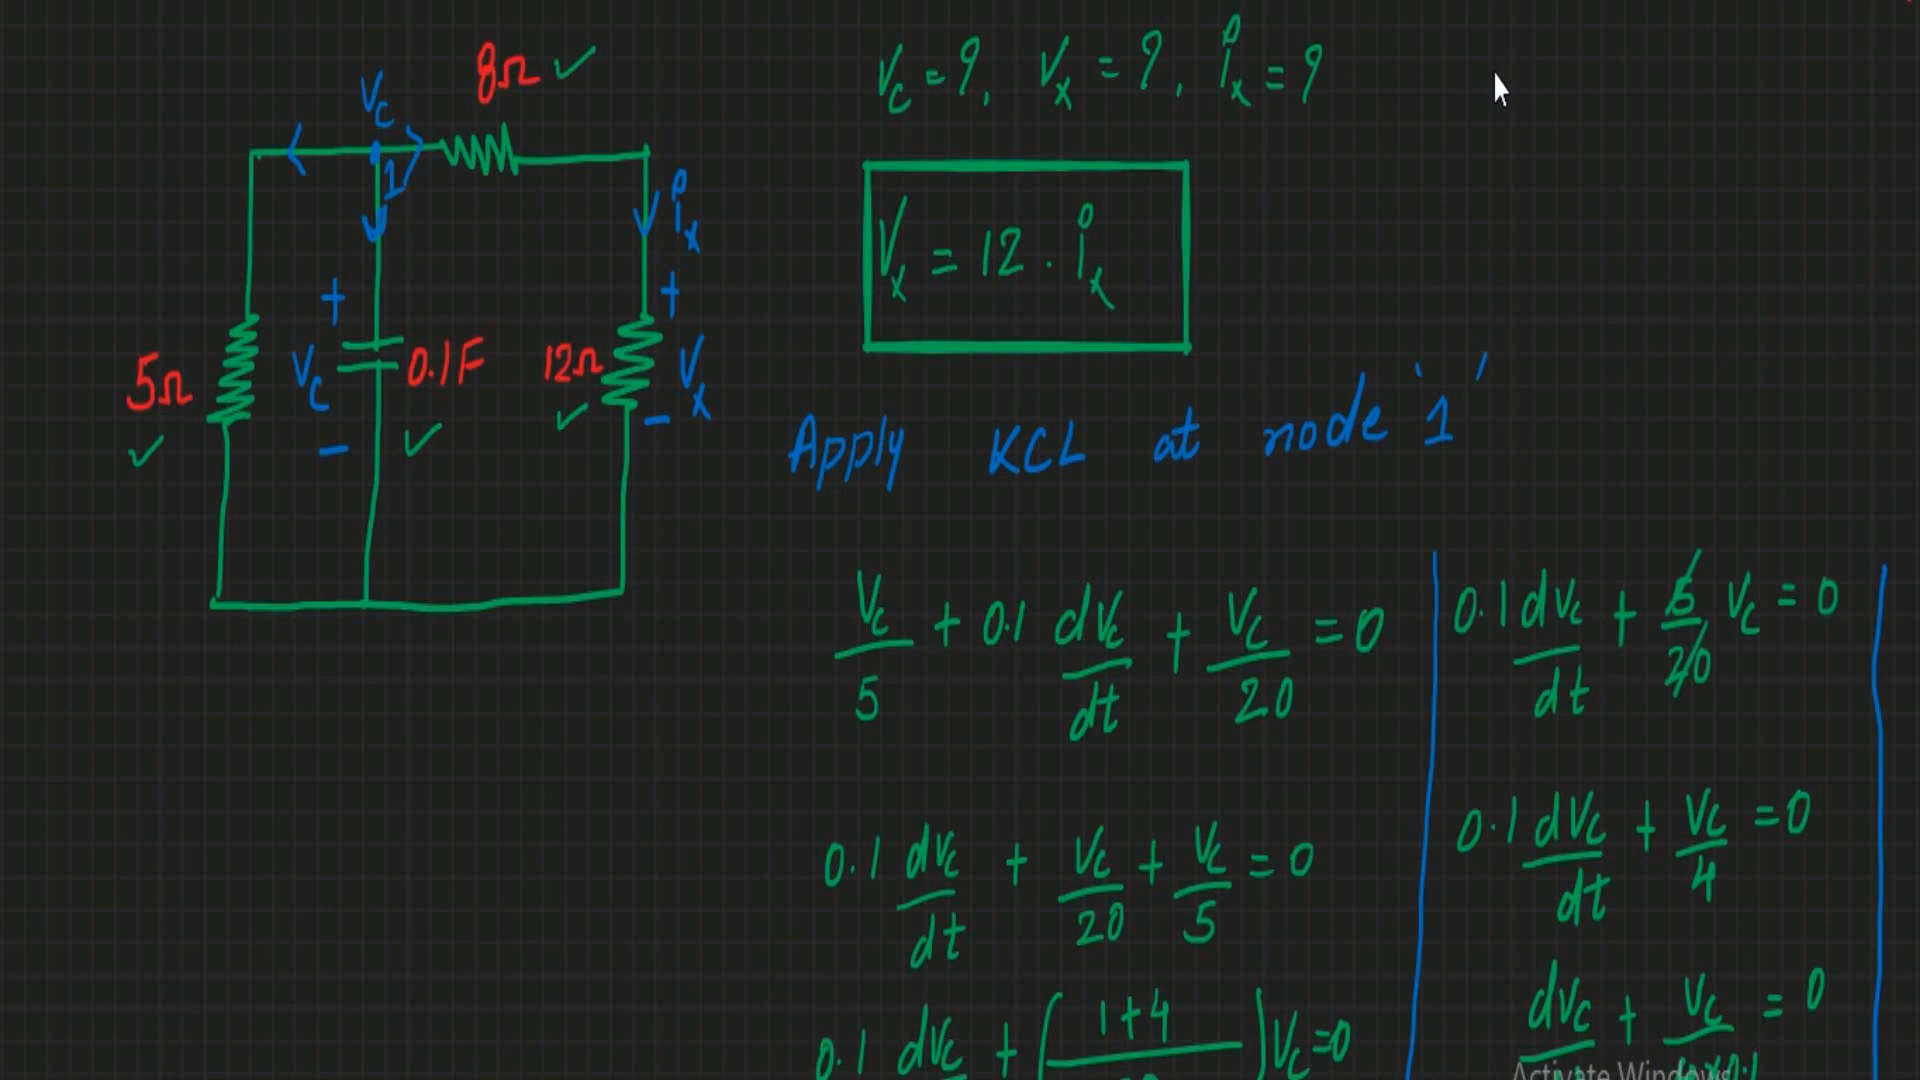 8Ω ✓
Vc
1
ix
+
Vc
-
5Ω ✓
0.1F ✓
12Ω ✓
+
Vx
-
Vc = ?, Vx = ?, ix = ?
Vx = 12 . ix
Apply KCL at node '1'
Vc/5 + 0.1 dVc/dt + Vc/20 = 0
0.1 dVc/dt + Vc/20 + Vc/5 = 0
0.1 dVc + (1+4) Vc = 0
0.1 dVc/dt + 5/20 Vc = 0
0.1 dVc/dt + Vc/4 = 0
dVc + Vc = 0
Activate Windows